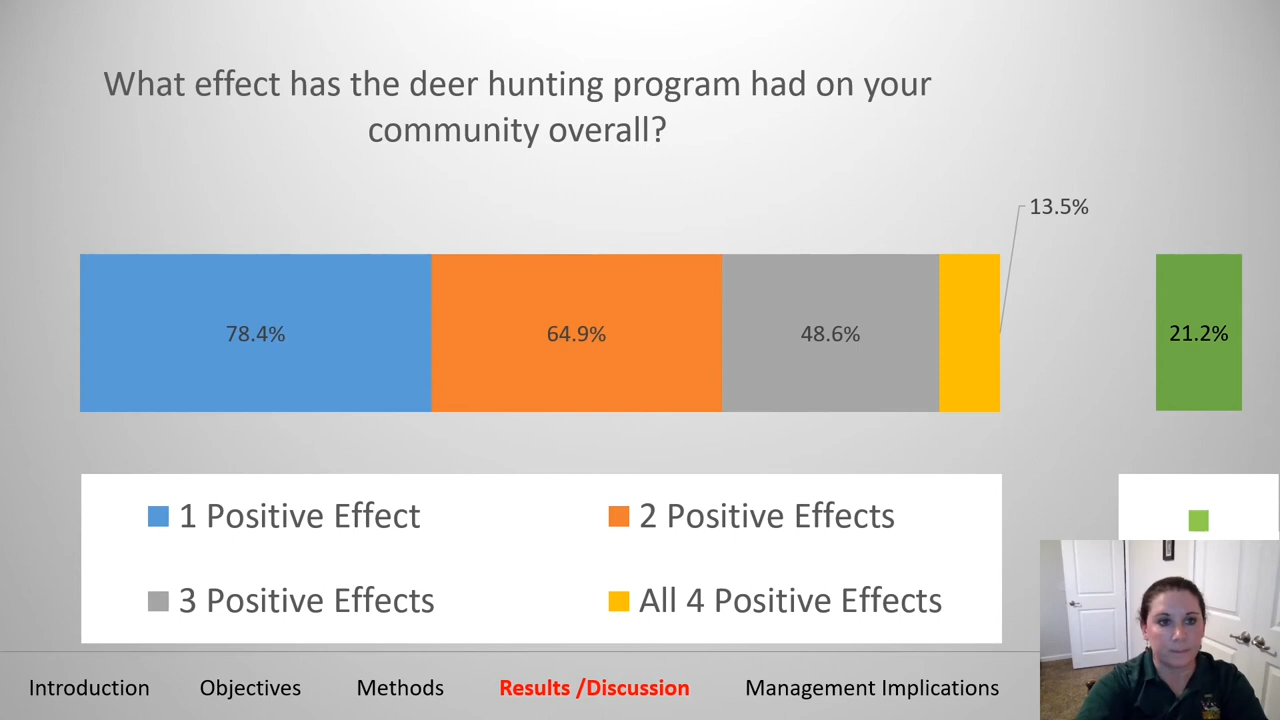 What effect has the deer hunting program had on your
community overall?
13.5%
78.4%
64.9%
48.6%
21.2%
1 Positive Effect
2 Positive Effects
3 Positive Effects
All 4 Positive Effects
Introduction
Objectives
Methods
Results /Discussion
Management Implications